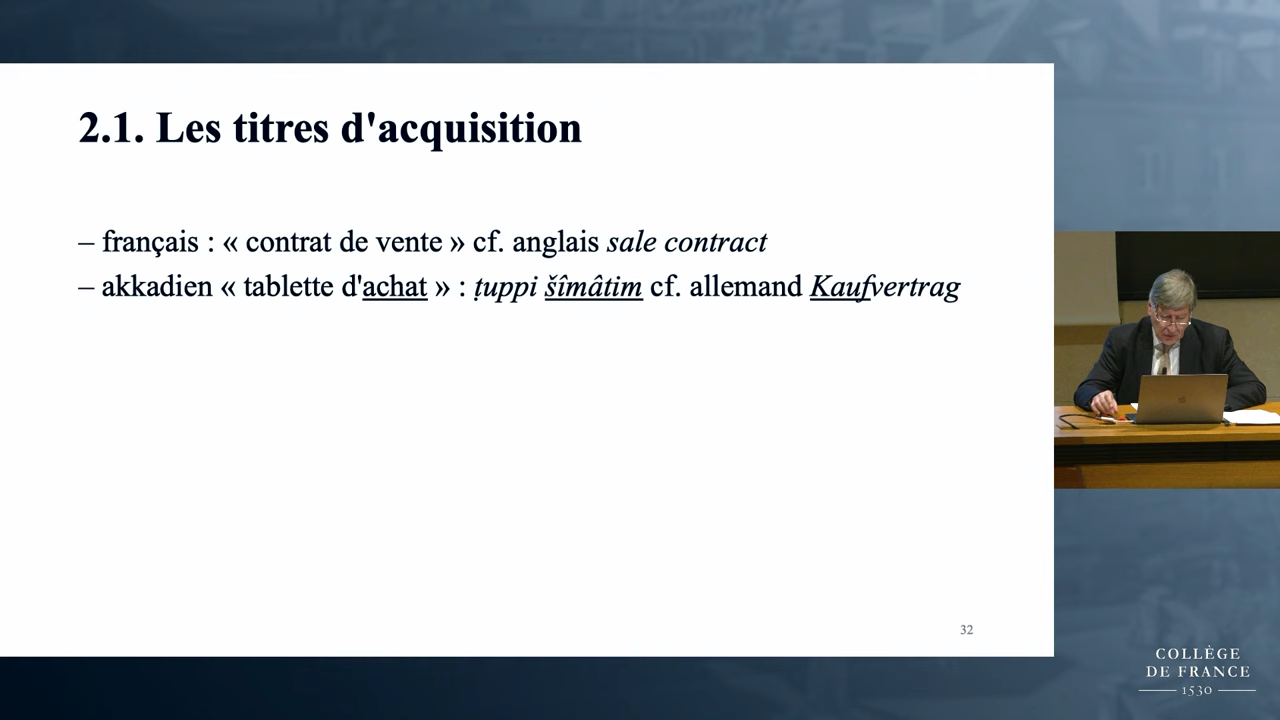 2.1. Les titres d'acquisition
– français : « contrat de vente » cf. anglais sale contract
– akkadien « tablette d'achat » : ṭuppi šîmâtim cf. allemand Kaufvertrag
32
COLLÈGE
DE FRANCE
1530